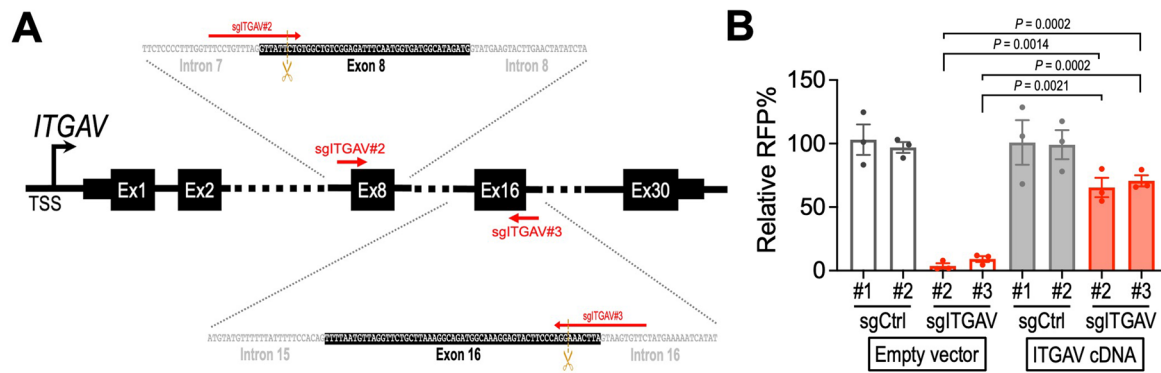 A
sgITGAV#2
TTCTCCCCTTTGGTTTCCTGTTTAGGTTATTCTGTGGCTGTCGGAGATTTCAATGGTGATGGCATAGATGGTATGAAGTACTTGAACTATATCTA
Intron 7 Exon 8 Intron 8
ITGAV
sgITGAV#2
TSS Ex1 Ex2 Ex8 Ex16 Ex30
sgITGAV#3
sgITGAV#3
ATGTATGTTTTTATTTTTCCACAGTTTTAATGTTAGGTTCTGCTTAAAGGCAGATGGCAAAGGAGTACTTCCCAGGAAACTTAGTAAGTGTTCTATGAAAAATCATAT
Intron 15 Exon 16 Intron 16
B
P = 0.0002
P = 0.0014
P = 0.0002
P = 0.0021
Relative RFP%
150
100
50
0
#1 #2 #2 #3 #1 #2 #2 #3
sgCtrl sgITGAV sgCtrl sgITGAV
Empty vector ITGAV cDNA